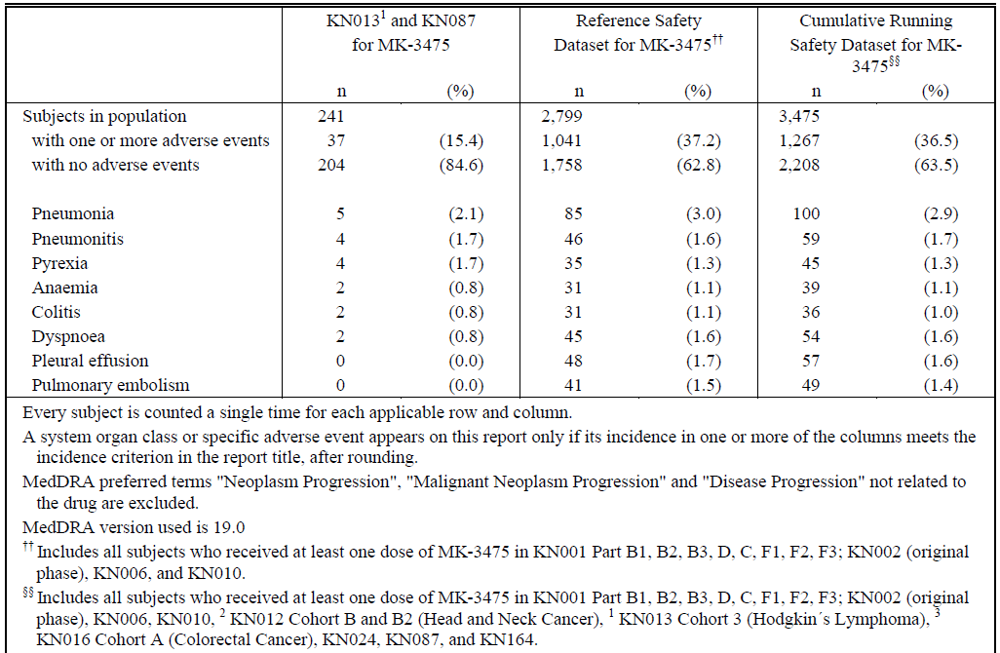 KN013¹ and KN087 for MK-3475 Reference Safety Dataset for MK-3475†† Cumulative Running Safety Dataset for MK-3475§§
n (%) n (%) n (%)
Subjects in population 241 2,799 3,475
with one or more adverse events 37 (15.4) 1,041 (37.2) 1,267 (36.5)
with no adverse events 204 (84.6) 1,758 (62.8) 2,208 (63.5)
Pneumonia 5 (2.1) 85 (3.0) 100 (2.9)
Pneumonitis 4 (1.7) 46 (1.6) 59 (1.7)
Pyrexia 4 (1.7) 35 (1.3) 45 (1.3)
Anaemia 2 (0.8) 31 (1.1) 39 (1.1)
Colitis 2 (0.8) 31 (1.1) 36 (1.0)
Dyspnoea 2 (0.8) 45 (1.6) 54 (1.6)
Pleural effusion 0 (0.0) 48 (1.7) 57 (1.6)
Pulmonary embolism 0 (0.0) 41 (1.5) 49 (1.4)
Every subject is counted a single time for each applicable row and column.
A system organ class or specific adverse event appears on this report only if its incidence in one or more of the columns meets the
incidence criterion in the report title, after rounding.
MedDRA preferred terms "Neoplasm Progression", "Malignant Neoplasm Progression" and "Disease Progression" not related to
the drug are excluded.
MedDRA version used is 19.0
†† Includes all subjects who received at least one dose of MK-3475 in KN001 Part B1, B2, B3, D, C, F1, F2, F3; KN002 (original
phase), KN006, and KN010.
§§ Includes all subjects who received at least one dose of MK-3475 in KN001 Part B1, B2, B3, D, C, F1, F2, F3; KN002 (original
phase), KN006, KN010, ² KN012 Cohort B and B2 (Head and Neck Cancer), ¹ KN013 Cohort 3 (Hodgkin´s Lymphoma), ³
KN016 Cohort A (Colorectal Cancer), KN024, KN087, and KN164.